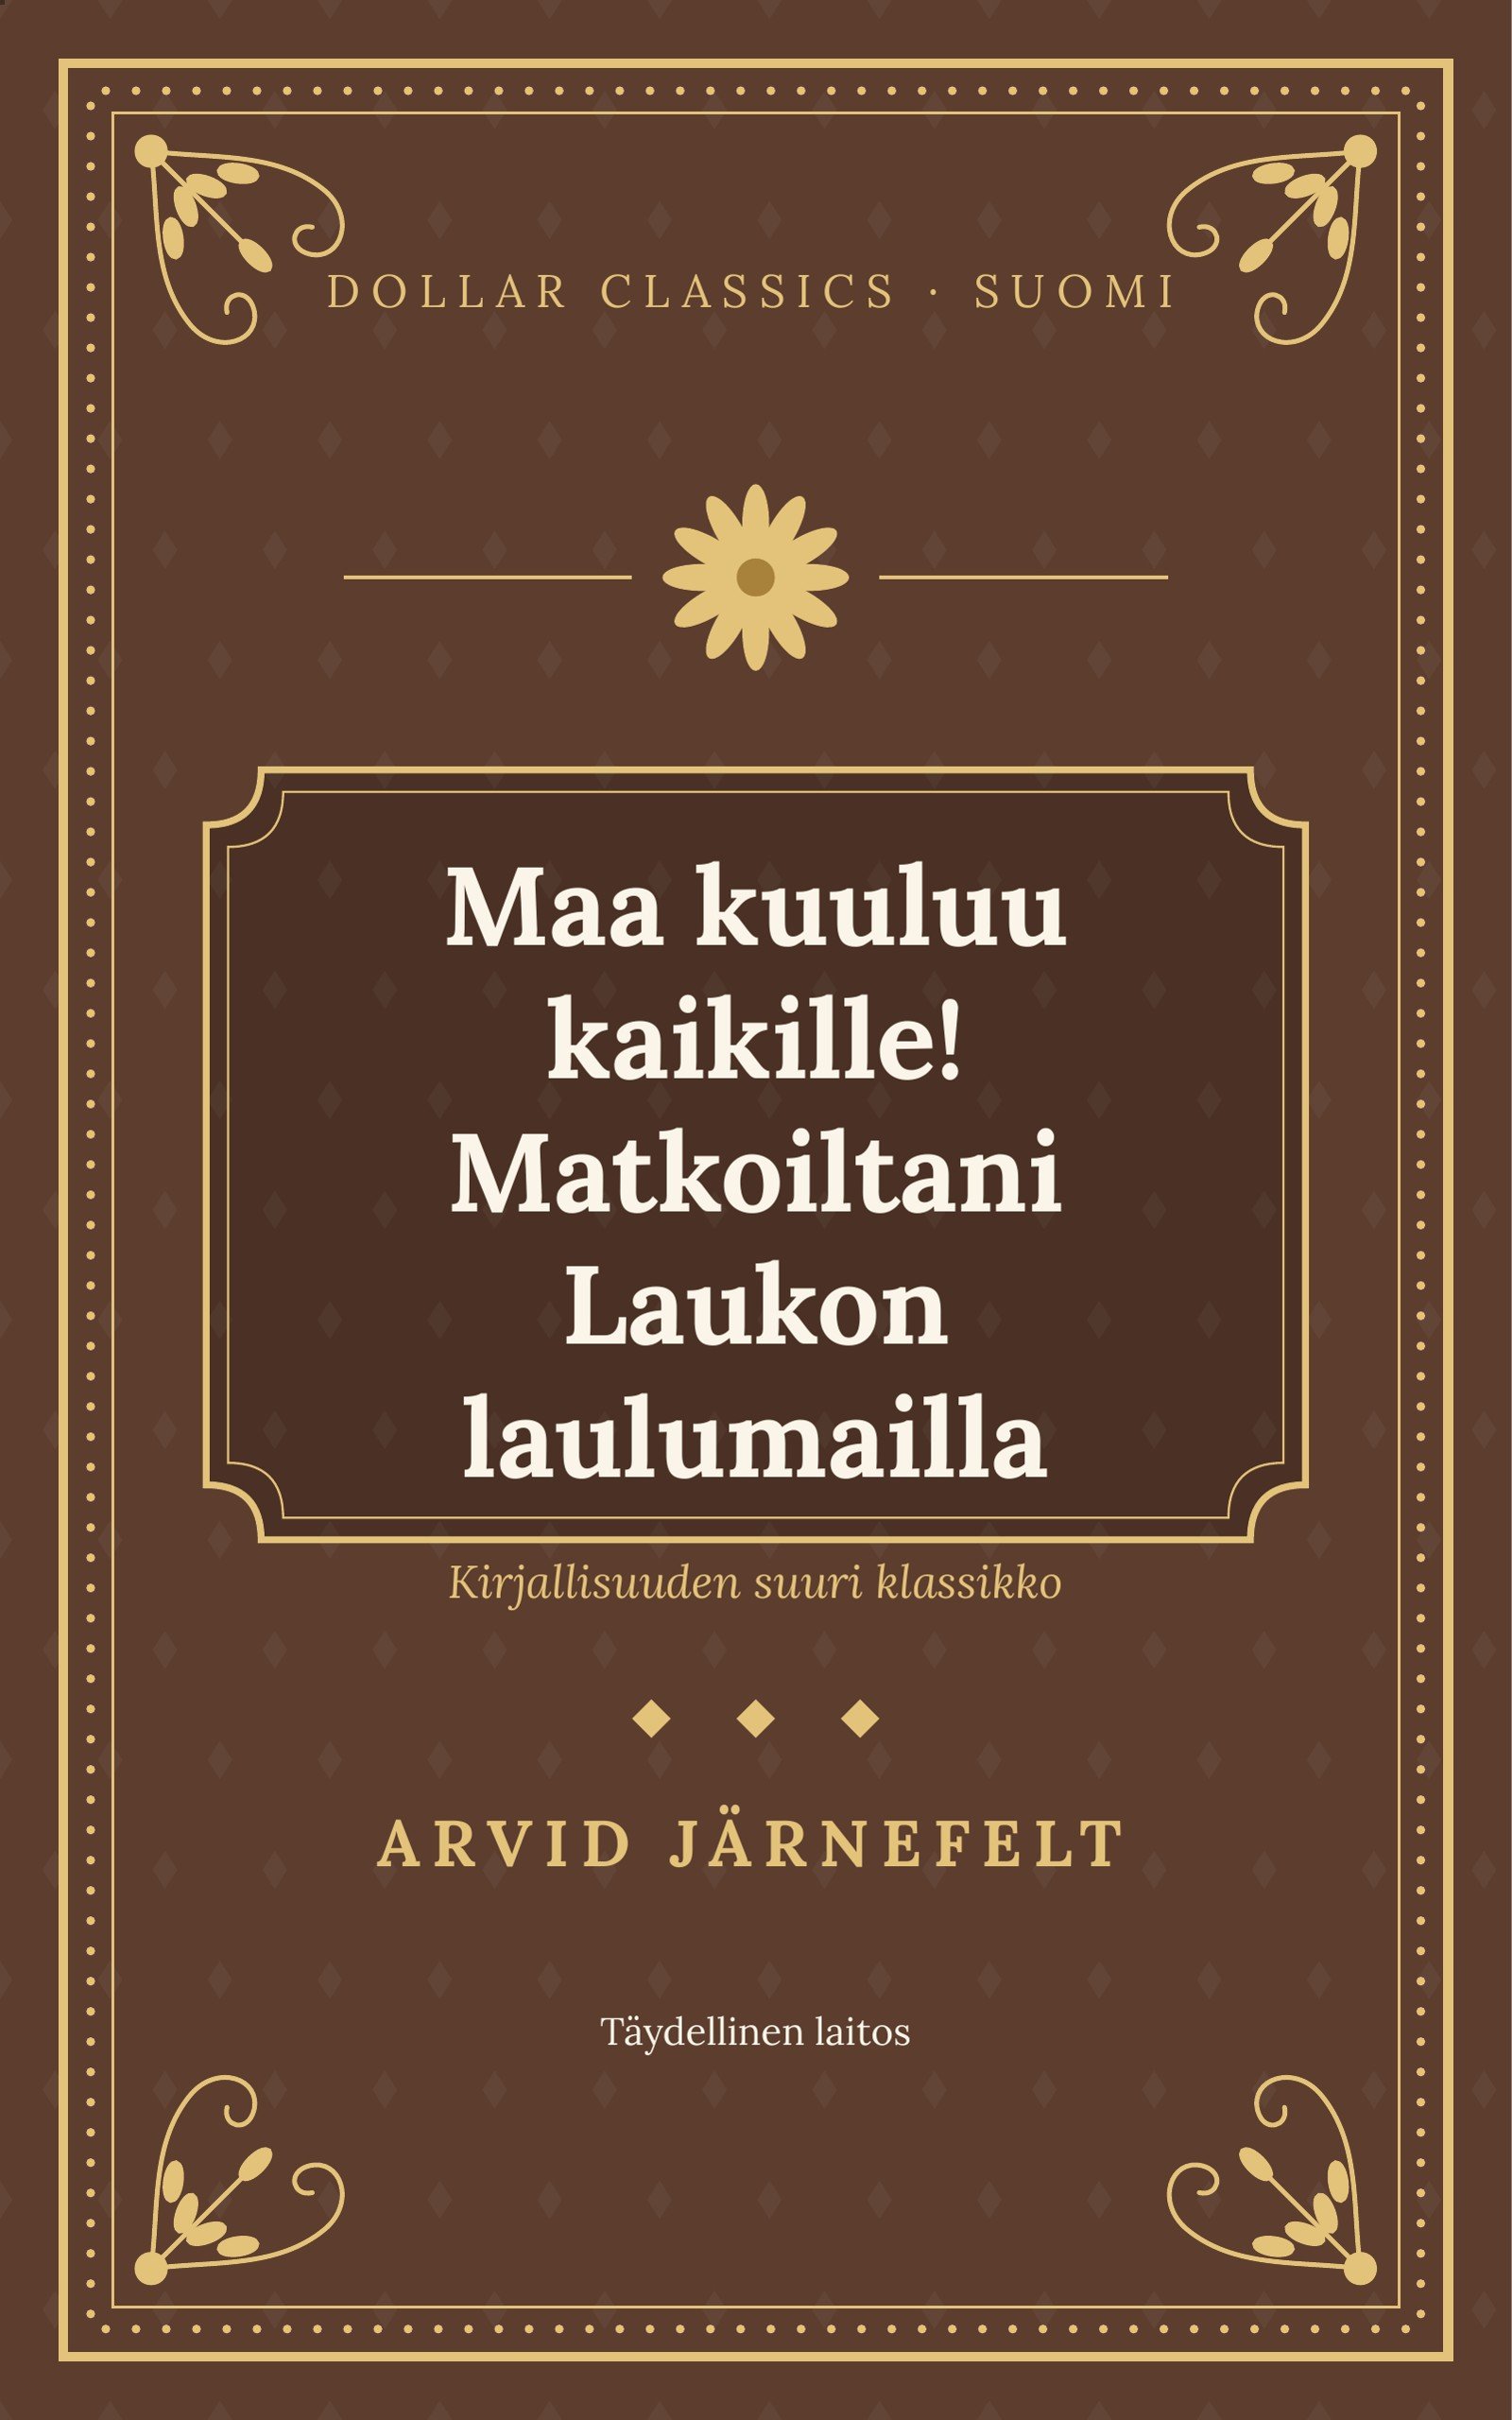 DOLLAR CLASSICS · SUOMI
Maa kuuluu
kaikille!
Matkoiltani
Laukon
laulumailla
Kirjallisuuden suuri klassikko
ARVID JÄRNEFELT
Täydellinen laitos